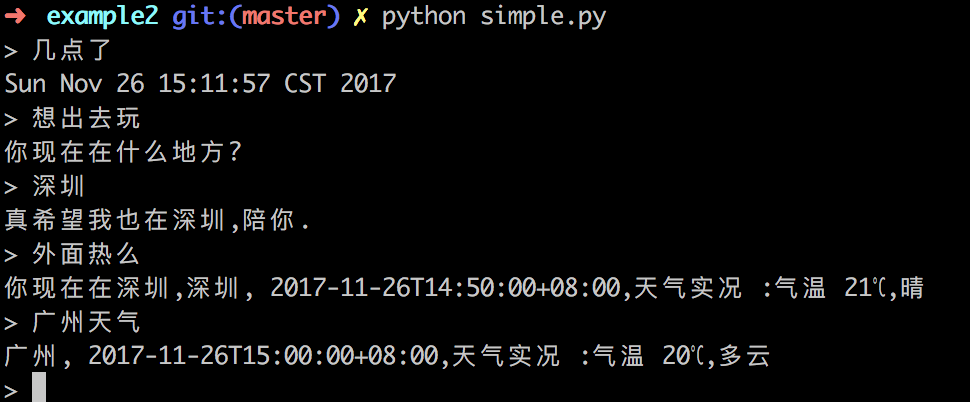 ➜ example2 git:(master) ✗ python simple.py
> 几点了
Sun Nov 26 15:11:57 CST 2017
> 想出去玩
你现在在什么地方?
> 深圳
真希望我也在深圳,陪你.
> 外面热么
你现在在深圳,深圳, 2017-11-26T14:50:00+08:00,天气实况 :气温 21℃,晴
> 广州天气
广州, 2017-11-26T15:00:00+08:00,天气实况 :气温 20℃,多云
>